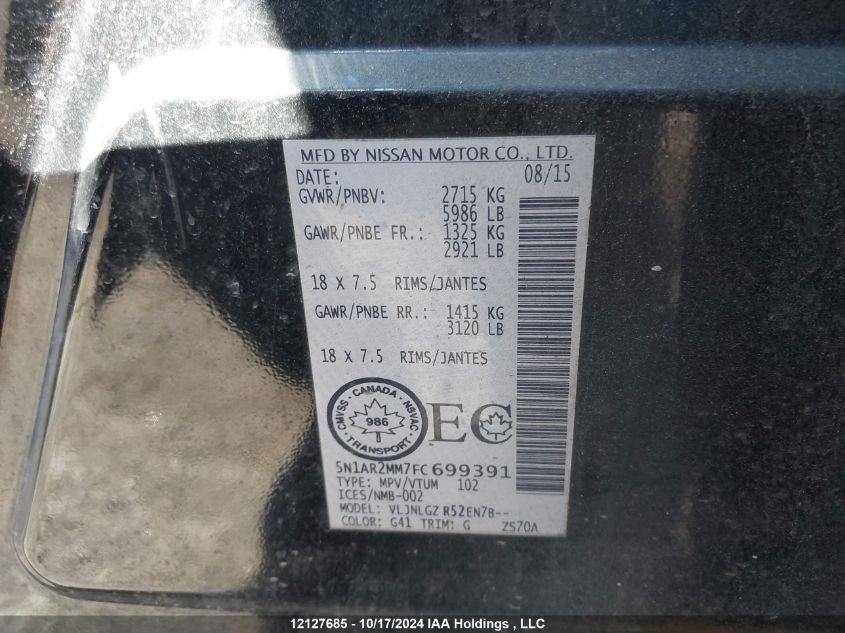 MFD BY NISSAN MOTOR CO., LTD.
DATE: 08/15
GVWR/PNBV: 2715 KG
5986 LB
GAWR/PNBE FR.: 1325 KG
2921 LB
18 X 7.5 RIMS/JANTES
GAWR/PNBE RR.: 1415 KG
3120 LB
18 X 7.5 RIMS/JANTES
CMVSS · CANADA · NSVAC · TRANSPORT ·
986
EC
5N1AR2MM7FC699391
TYPE: MPV/VTUM 102
ICES/NMB-002
MODEL: VLJNLGZ R52EN7B--
COLOR: G41 TRIM: G ZS70A
12127685 - 10/17/2024 IAA Holdings , LLC